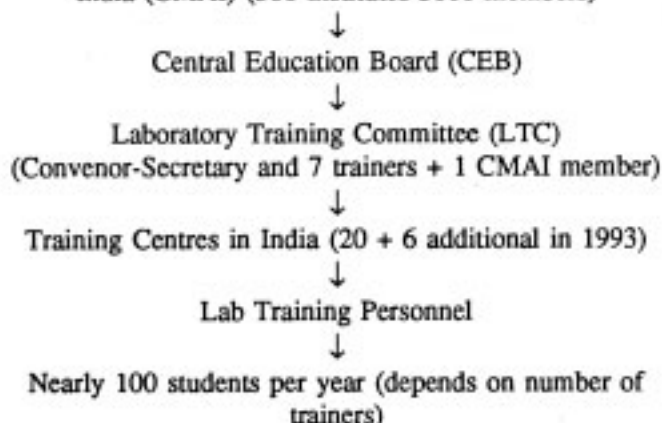 ↓
Central Education Board (CEB)
↓
Laboratory Training Committee (LTC)
(Convenor-Secretary and 7 trainers + 1 CMAI member)
↓
Training Centres in India (20 + 6 additional in 1993)
↓
Lab Training Personnel
↓
Nearly 100 students per year (depends on number of
trainers)